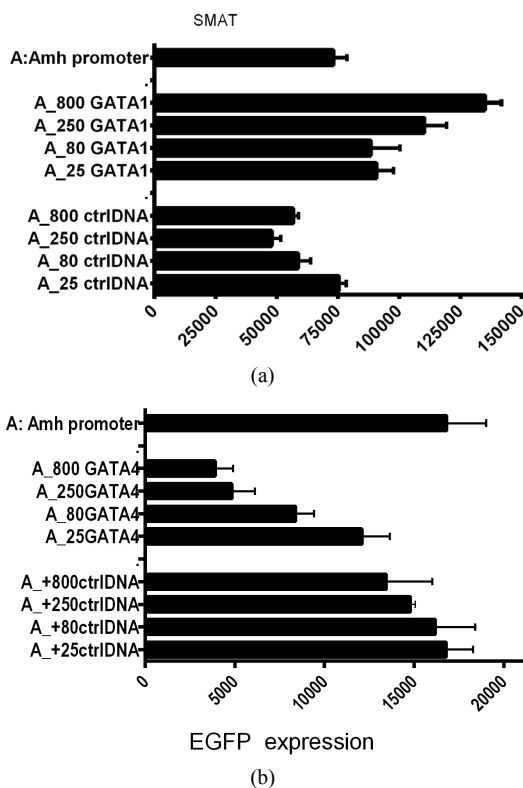 SMAT
A:Amh promoter
A_800 GATA1
A_250 GATA1
A_80 GATA1
A_25 GATA1
A_800 ctrlDNA
A_250 ctrlDNA
A_80 ctrlDNA
A_25 ctrlDNA
0 25000 50000 75000 100000 125000 150000
(a)
A: Amh promoter
A_800 GATA4
A_250GATA4
A_80GATA4
A_25GATA4
A_+800ctrlDNA
A_+250ctrlDNA
A_+80ctrlDNA
A_+25ctrlDNA
0 5000 10000 15000 20000
EGFP expression
(b)